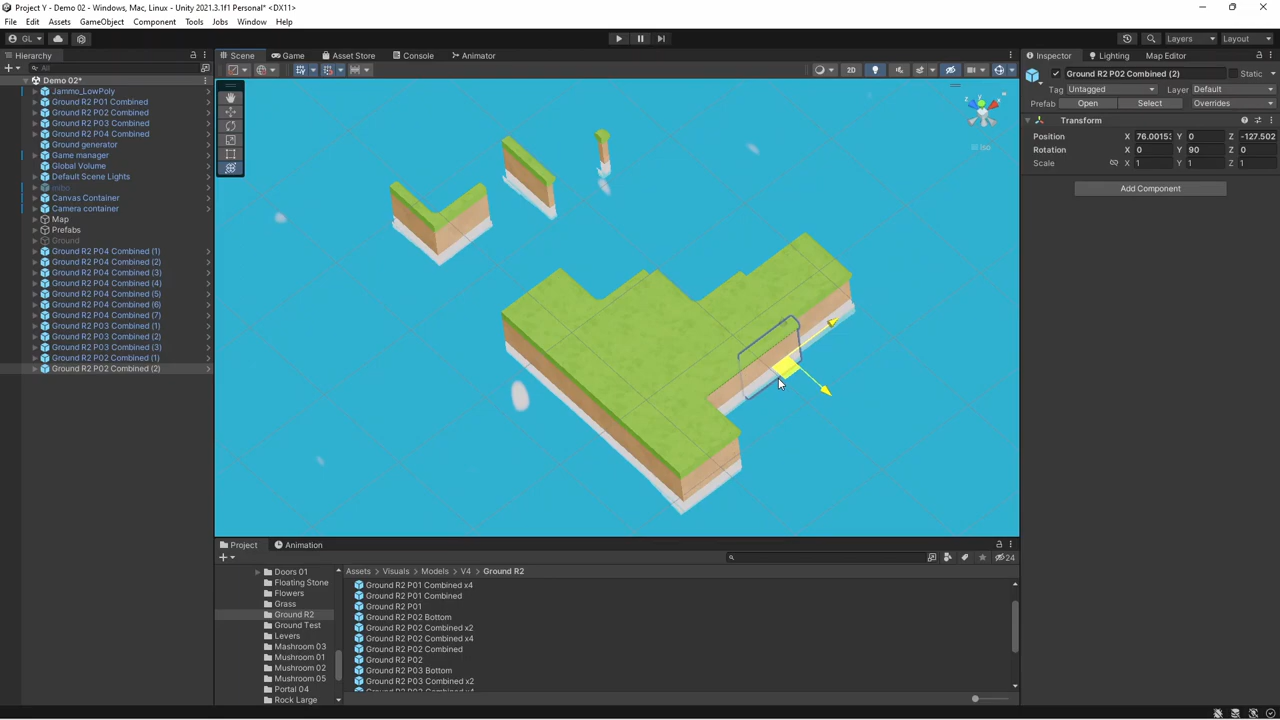 Project Y - Demo 02 - Windows, Mac, Linux - Unity 2021.3.1f1 Personal* <DX11>
File Edit Assets GameObject Component Tools Jobs Window Help
GL Layers Layout
Hierarchy Scene Game Asset Store Console Animator Inspector Lighting Map Editor
All 2D
Demo 02*
Jammo_LowPoly
Ground R2 P01 Combined
Ground R2 P02 Combined
Ground R2 P03 Combined
Ground R2 P04 Combined
Ground generator
Game manager
Global Volume
Default Scene Lights
Canvas Container
Camera container
Map
Prefabs
Ground
Ground R2 P04 Combined (1)
Ground R2 P04 Combined (2)
Ground R2 P04 Combined (3)
Ground R2 P04 Combined (4)
Ground R2 P04 Combined (5)
Ground R2 P04 Combined (6)
Ground R2 P04 Combined (7)
Ground R2 P03 Combined (1)
Ground R2 P03 Combined (2)
Ground R2 P03 Combined (3)
Ground R2 P02 Combined (1)
Ground R2 P02 Combined (2)
y
z
Iso
Ground R2 P02 Combined (2) Static
Tag Untagged Layer Default
Prefab Open Select Overrides
Transform
Position X 76.0015 Y 0 Z -127.502
Rotation X 0 Y 90 Z 0
Scale X 1 Y 1 Z 1
Add Component
Project Animation
24
Doors 01
Floating Stone
Flowers
Grass
Ground R2
Ground Test
Levers
Mashroom 03
Mushroom 01
Mushroom 02
Mushroom 05
Portal 04
Rock Large
Assets > Visuals > Models > V4 > Ground R2
Ground R2 P01 Combined x4
Ground R2 P01 Combined
Ground R2 P01
Ground R2 P02 Bottom
Ground R2 P02 Combined x2
Ground R2 P02 Combined x4
Ground R2 P02 Combined
Ground R2 P02
Ground R2 P03 Bottom
Ground R2 P03 Combined x2
Ground R2 P03 Combined x4